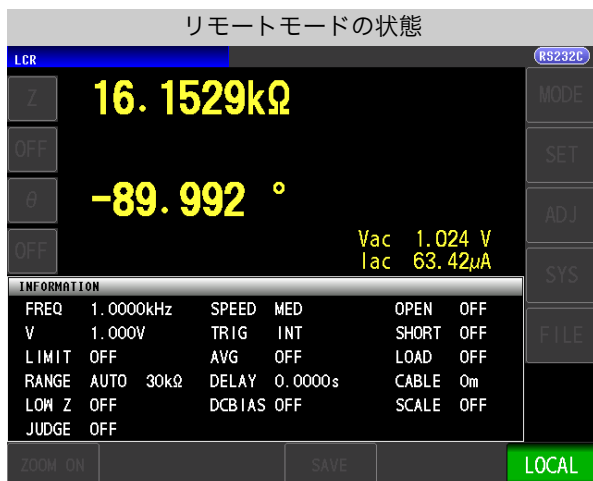 リモートモードの状態
LCR RS232C
Z 16.1529kΩ MODE
OFF SET
θ -89.992 ° ADJ
OFF Vac 1.024 V
Iac 63.42μA SYS
INFORMATION
FREQ 1.0000kHz SPEED MED OPEN OFF
V 1.000V TRIG INT SHORT OFF FILE
LIMIT OFF AVG OFF LOAD OFF
RANGE AUTO 30kΩ DELAY 0.0000s CABLE 0m
LOW Z OFF DCBIAS OFF SCALE OFF
JUDGE OFF
ZOOM ON SAVE LOCAL